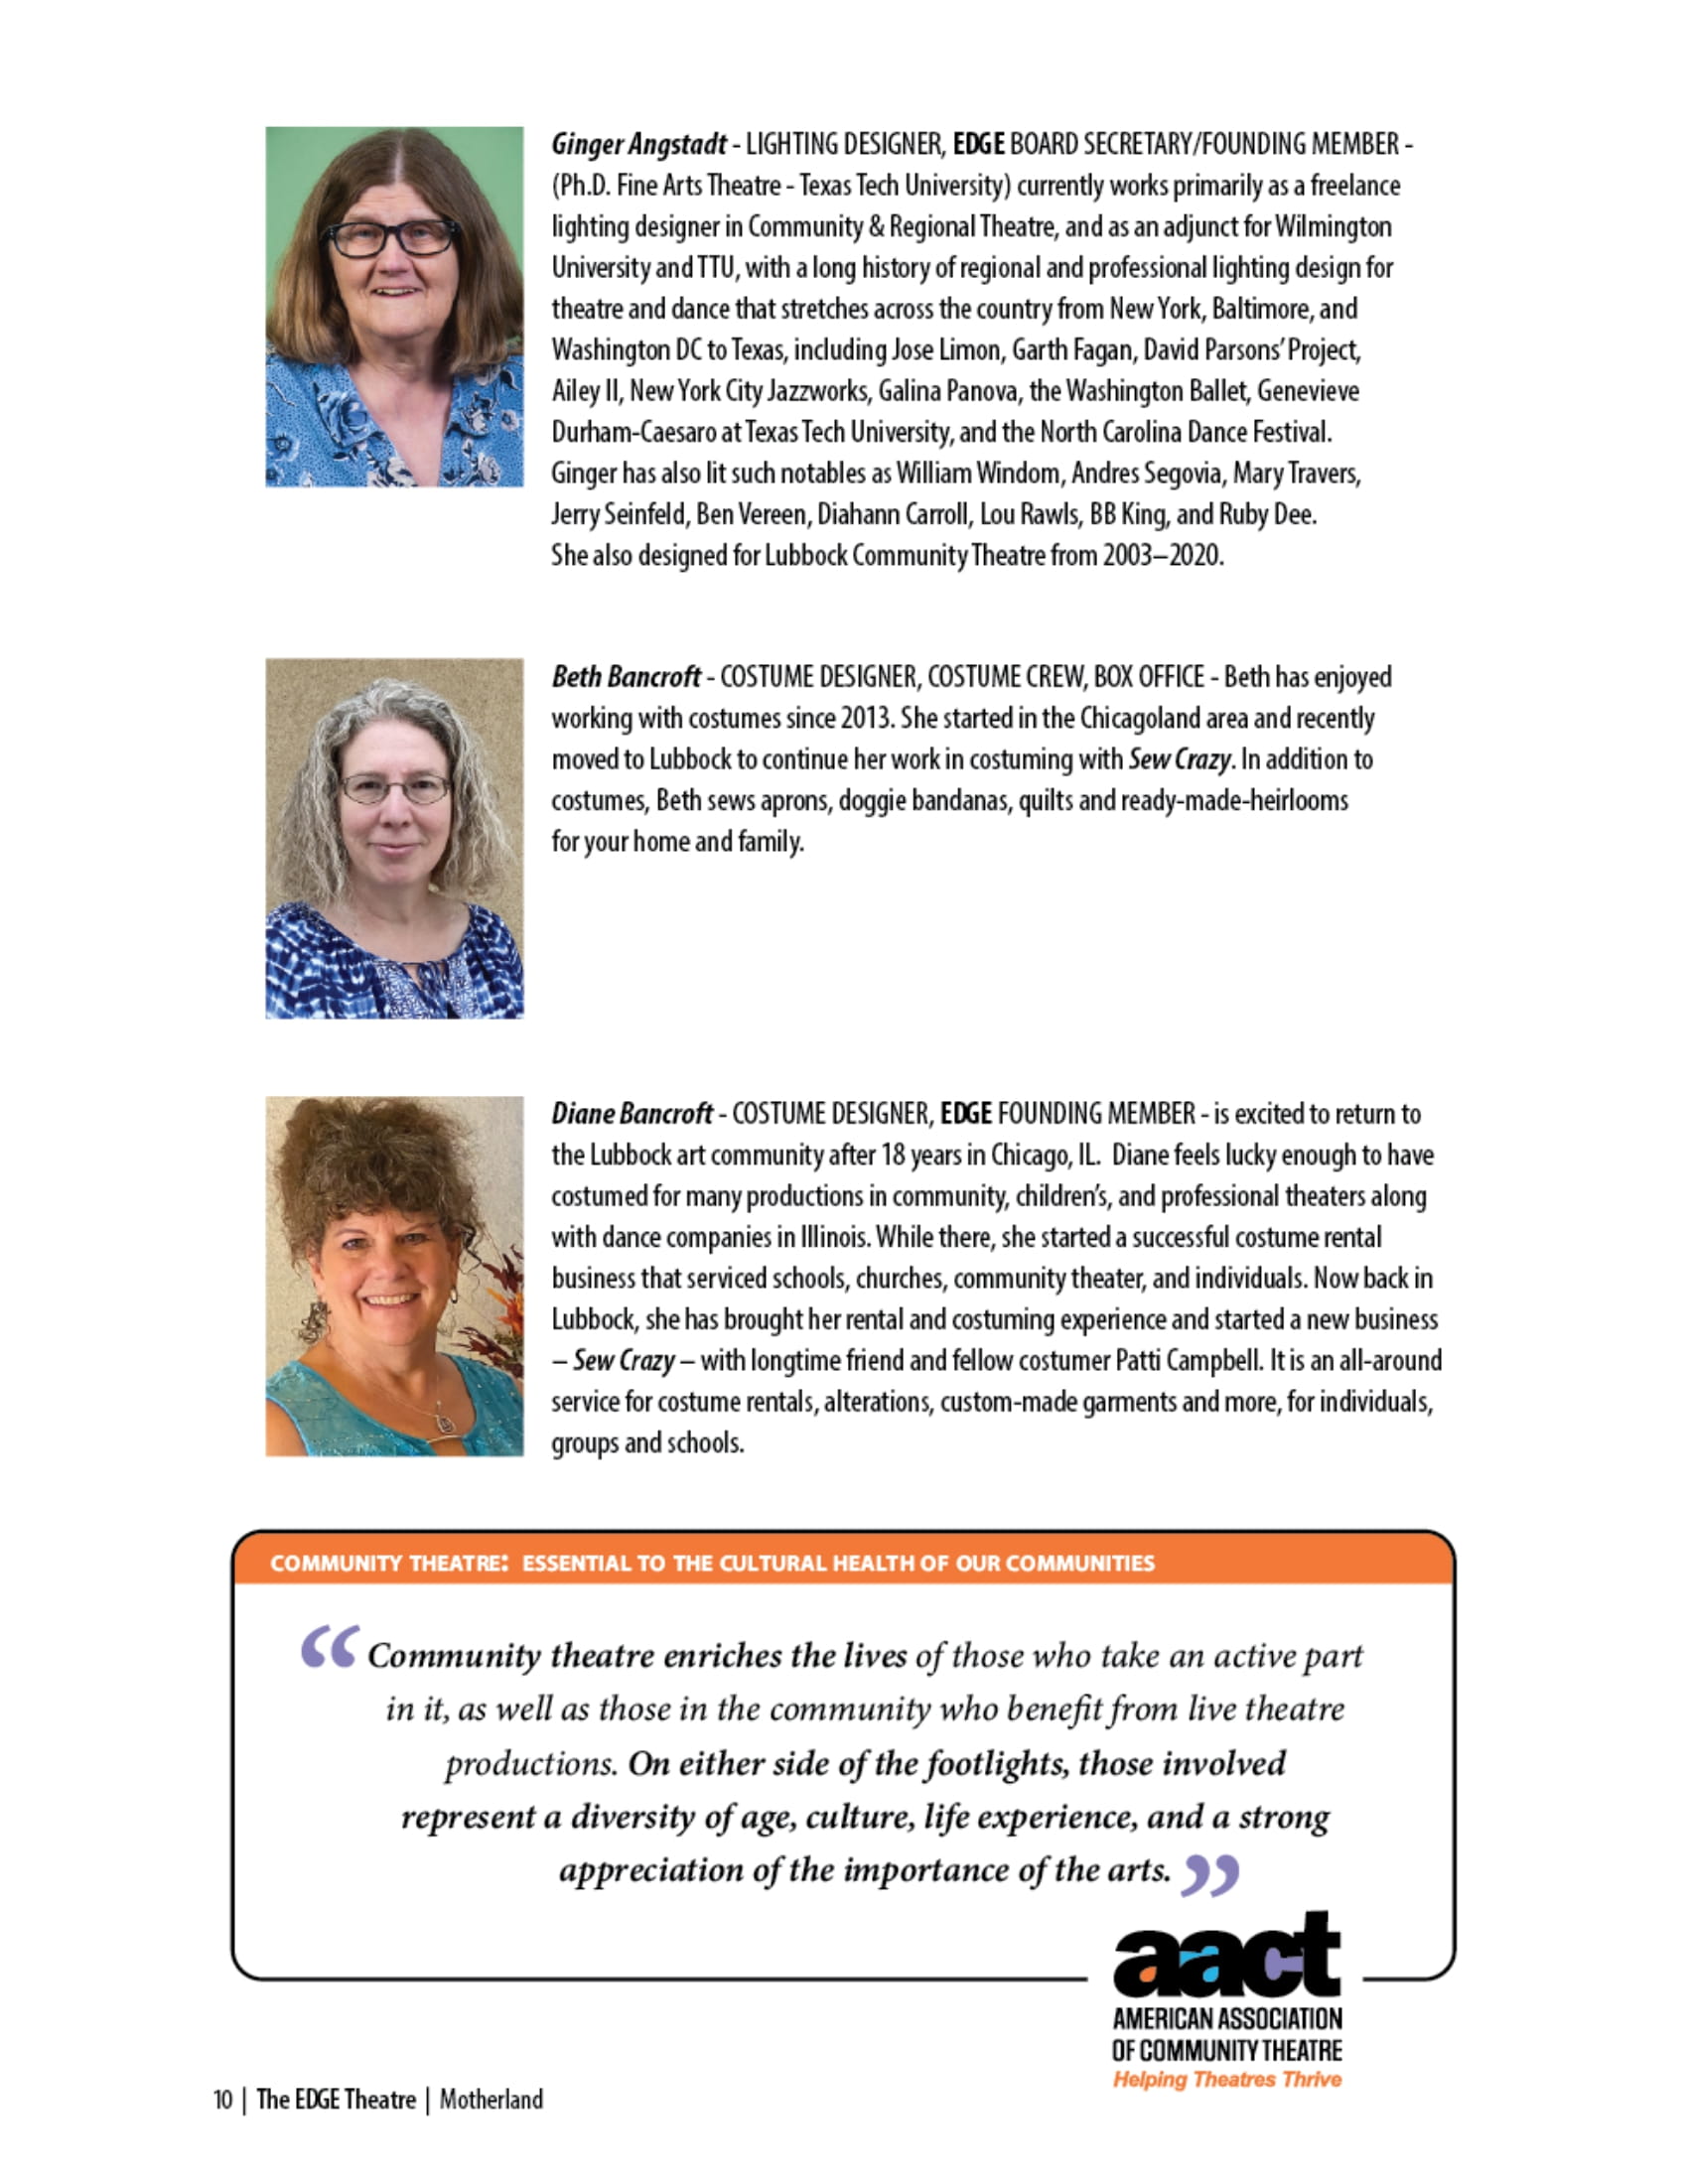 Ginger Angstadt - LIGHTING DESIGNER, EDGE BOARD SECRETARY/FOUNDING MEMBER -
(Ph.D. Fine Arts Theatre - Texas Tech University) currently works primarily as a freelance
lighting designer in Community & Regional Theatre, and as an adjunct for Wilmington
University and TTU, with a long history of regional and professional lighting design for
theatre and dance that stretches across the country from New York, Baltimore, and
Washington DC to Texas, including Jose Limon, Garth Fagan, David Parsons’ Project,
Ailey II, New York City Jazzworks, Galina Panova, the Washington Ballet, Genevieve
Durham-Caesaro at Texas Tech University, and the North Carolina Dance Festival.
Ginger has also lit such notables as William Windom, Andres Segovia, Mary Travers,
Jerry Seinfeld, Ben Vereen, Diahann Carroll, Lou Rawls, BB King, and Ruby Dee.
She also designed for Lubbock Community Theatre from 2003–2020.
Beth Bancroft - COSTUME DESIGNER, COSTUME CREW, BOX OFFICE - Beth has enjoyed
working with costumes since 2013. She started in the Chicagoland area and recently
moved to Lubbock to continue her work in costuming with Sew Crazy. In addition to
costumes, Beth sews aprons, doggie bandanas, quilts and ready-made-heirlooms
for your home and family.
Diane Bancroft - COSTUME DESIGNER, EDGE FOUNDING MEMBER - is excited to return to
the Lubbock art community after 18 years in Chicago, IL. Diane feels lucky enough to have
costumed for many productions in community, children’s, and professional theaters along
with dance companies in Illinois. While there, she started a successful costume rental
business that serviced schools, churches, community theater, and individuals. Now back in
Lubbock, she has brought her rental and costuming experience and started a new business
– Sew Crazy – with longtime friend and fellow costumer Patti Campbell. It is an all-around
service for costume rentals, alterations, custom-made garments and more, for individuals,
groups and schools.
COMMUNITY THEATRE: ESSENTIAL TO THE CULTURAL HEALTH OF OUR COMMUNITIES
“Community theatre enriches the lives of those who take an active part
in it, as well as those in the community who benefit from live theatre
productions. On either side of the footlights, those involved
represent a diversity of age, culture, life experience, and a strong
appreciation of the importance of the arts.”
aact
AMERICAN ASSOCIATION
OF COMMUNITY THEATRE
Helping Theatres Thrive
10 | The EDGE Theatre | Motherland